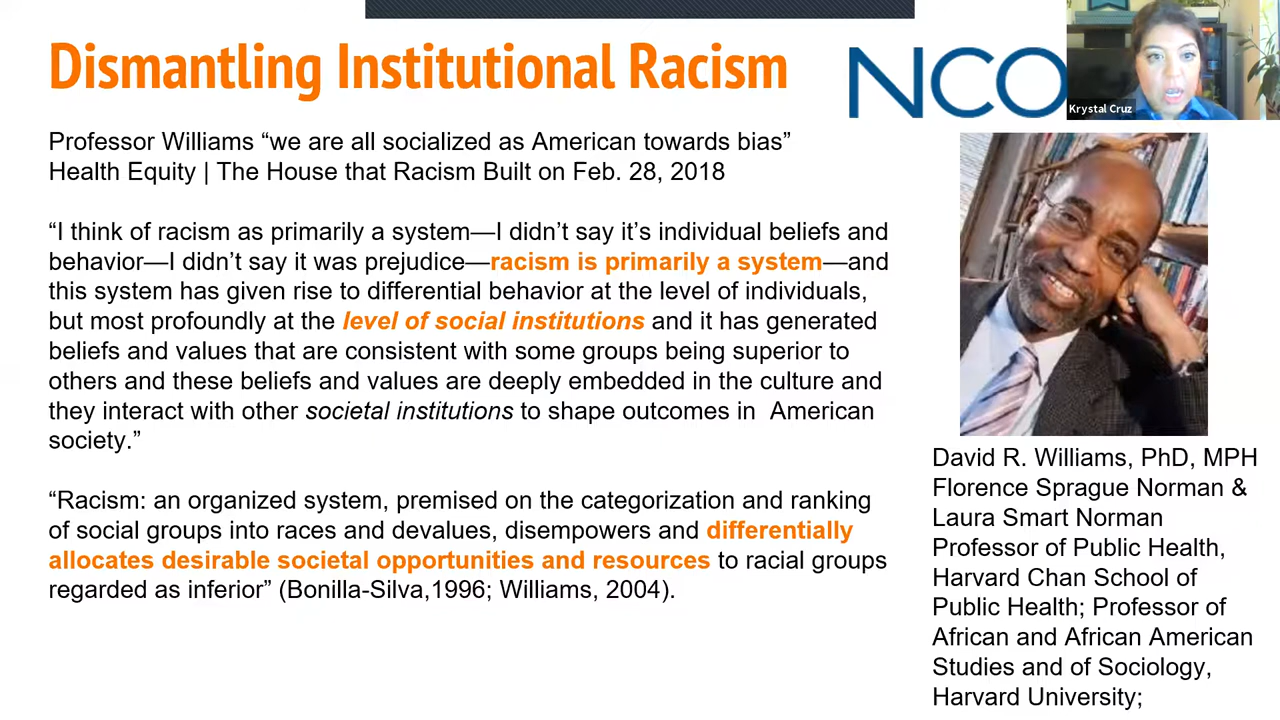 Dismantling Institutional Racism
NCO
Krystal Cruz
Professor Williams “we are all socialized as American towards bias”
Health Equity | The House that Racism Built on Feb. 28, 2018
“I think of racism as primarily a system—I didn’t say it’s individual beliefs and
behavior—I didn’t say it was prejudice—racism is primarily a system—and
this system has given rise to differential behavior at the level of individuals,
but most profoundly at the level of social institutions and it has generated
beliefs and values that are consistent with some groups being superior to
others and these beliefs and values are deeply embedded in the culture and
they interact with other societal institutions to shape outcomes in  American
society.”
“Racism: an organized system, premised on the categorization and ranking
of social groups into races and devalues, disempowers and differentially
allocates desirable societal opportunities and resources to racial groups
regarded as inferior” (Bonilla-Silva,1996; Williams, 2004).
David R. Williams, PhD, MPH
Florence Sprague Norman &
Laura Smart Norman
Professor of Public Health,
Harvard Chan School of
Public Health; Professor of
African and African American
Studies and of Sociology,
Harvard University;